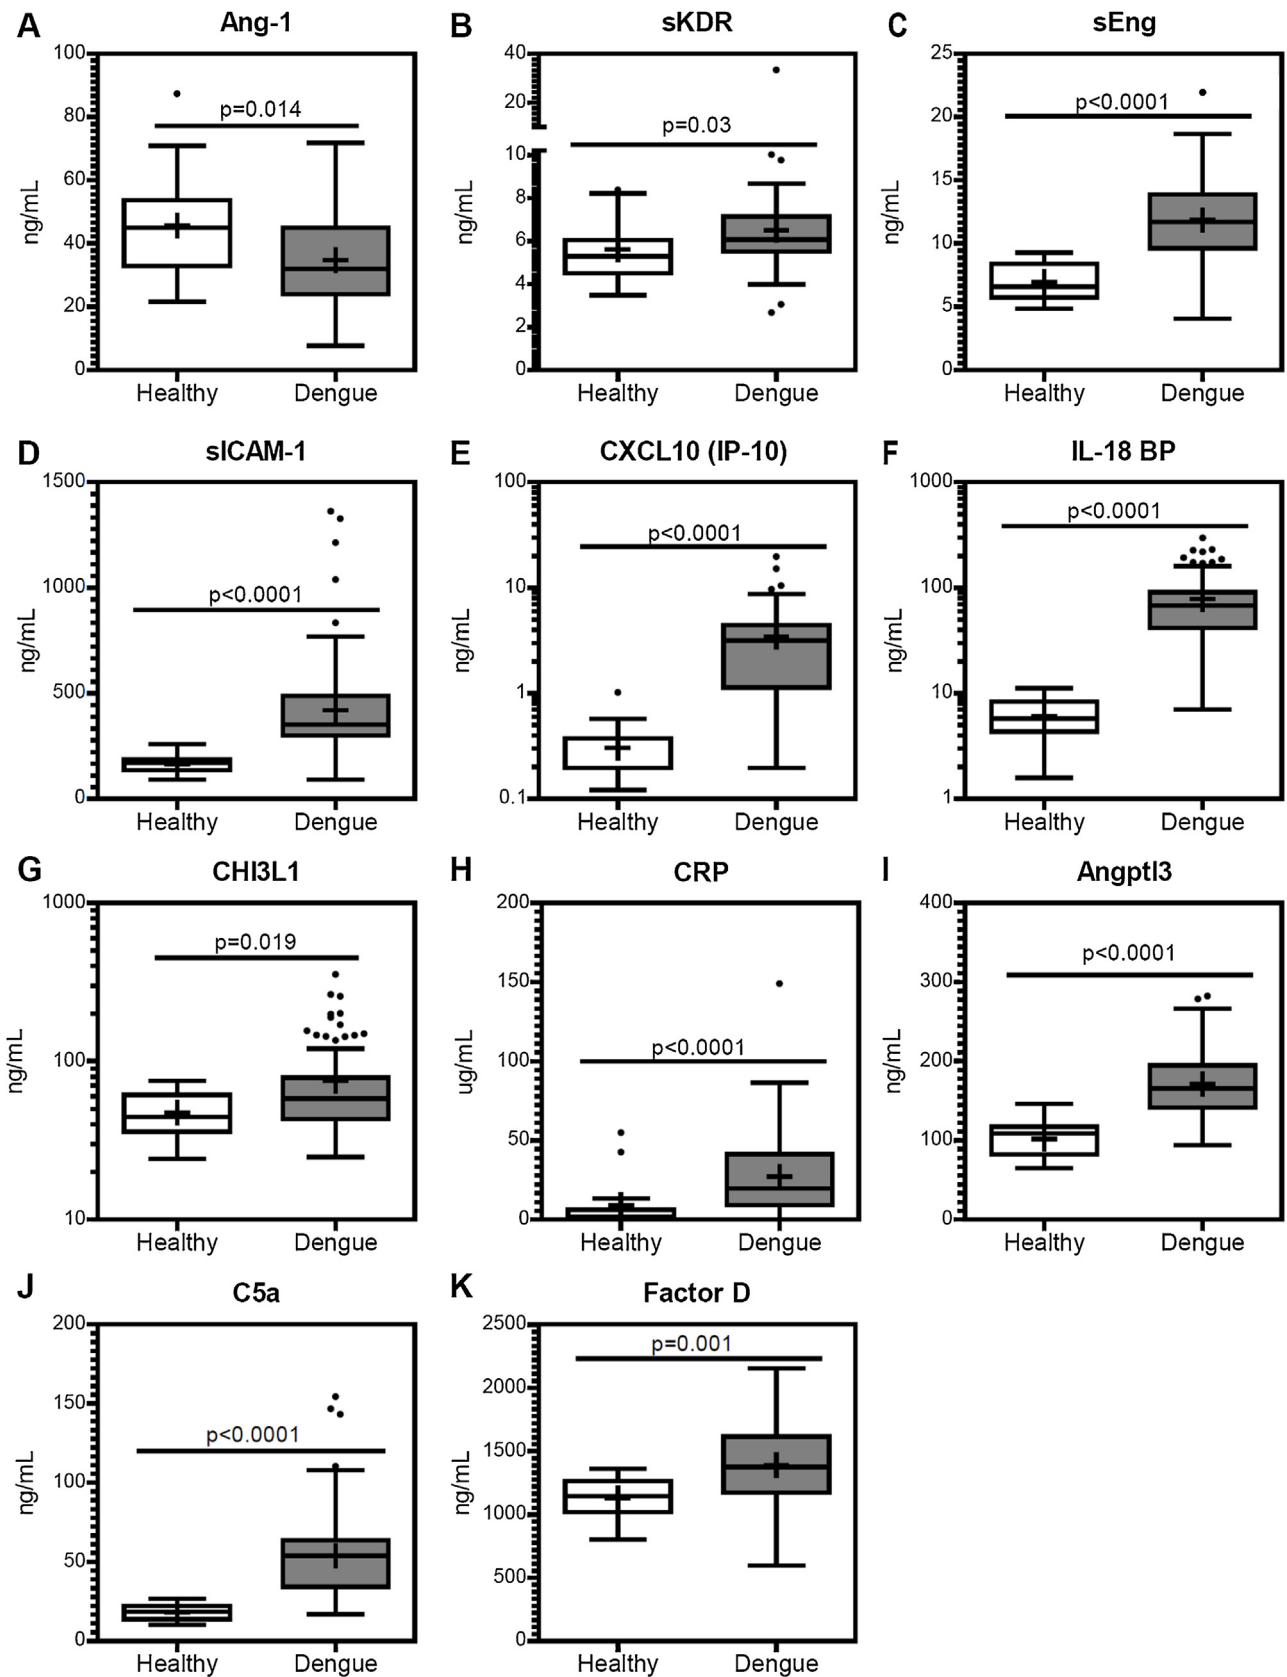 A Ang-1
100
80
60
40
20
0
ng/mL
p=0.014
Healthy Dengue
B sKDR
40
20
10
8
6
4
2
0
ng/mL
p=0.03
Healthy Dengue
C sEng
25
20
15
10
5
0
ng/mL
p<0.0001
Healthy Dengue
D sICAM-1
1500
1000
500
0
ng/mL
p<0.0001
Healthy Dengue
E CXCL10 (IP-10)
100
10
1
0.1
ng/mL
p<0.0001
Healthy Dengue
F IL-18 BP
1000
100
10
1
ng/mL
p<0.0001
Healthy Dengue
G CHI3L1
1000
100
10
ng/mL
p=0.019
Healthy Dengue
H CRP
200
150
100
50
0
ug/mL
p<0.0001
Healthy Dengue
I Angptl3
400
300
200
100
0
ng/mL
p<0.0001
Healthy Dengue
J C5a
200
150
100
50
0
ng/mL
p<0.0001
Healthy Dengue
K Factor D
2500
2000
1500
1000
500
0
ng/mL
p=0.001
Healthy Dengue